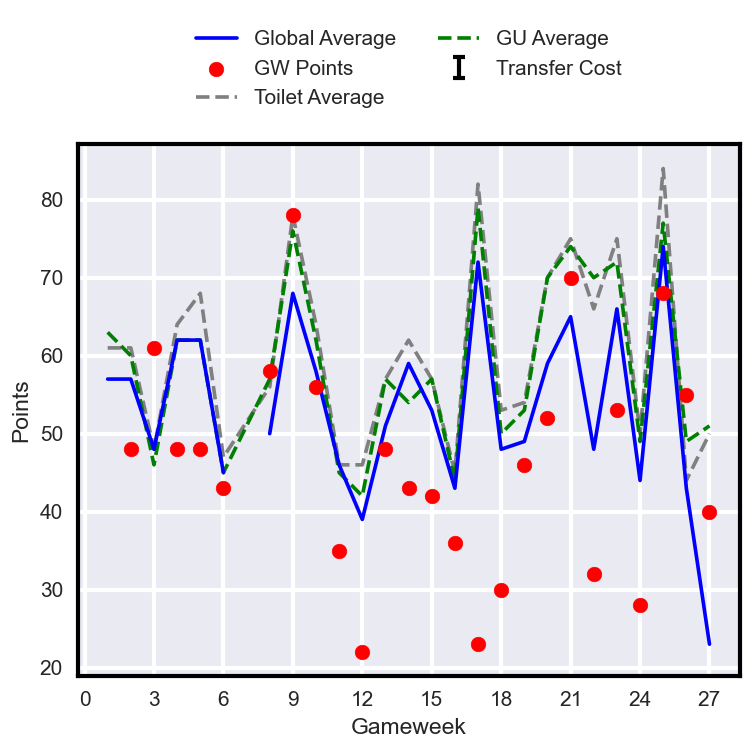 Global Average
GW Points
Toilet Average
GU Average
Transfer Cost
80
70
60
50
40
30
20
Points
0 3 6 9 12 15 18 21 24 27
Gameweek